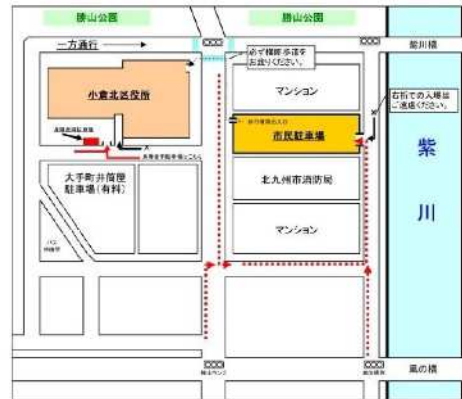 勝山公園
勝山公園
一方通行
必ず横断歩道を
お渡りください。
小倉北区役所
マンション
右折での入場は
ご遠慮ください。
市民駐車場
大手町井筒屋
駐車場(有料)
北九州市消防局
マンション
紫川
風の橋